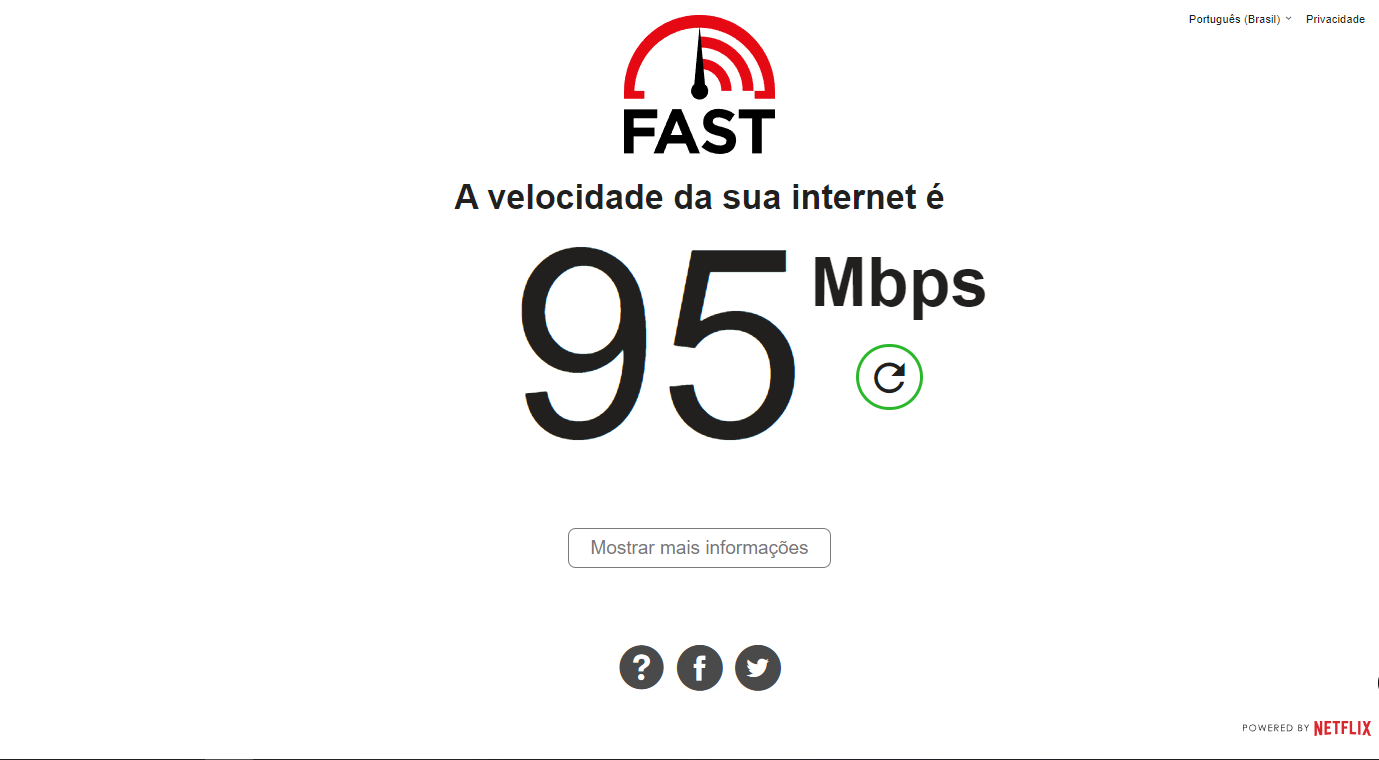 Português (Brasil) Privacidade
FAST
A velocidade da sua internet é
95 Mbps
Mostrar mais informações
?
f
POWERED BY NETFLIX